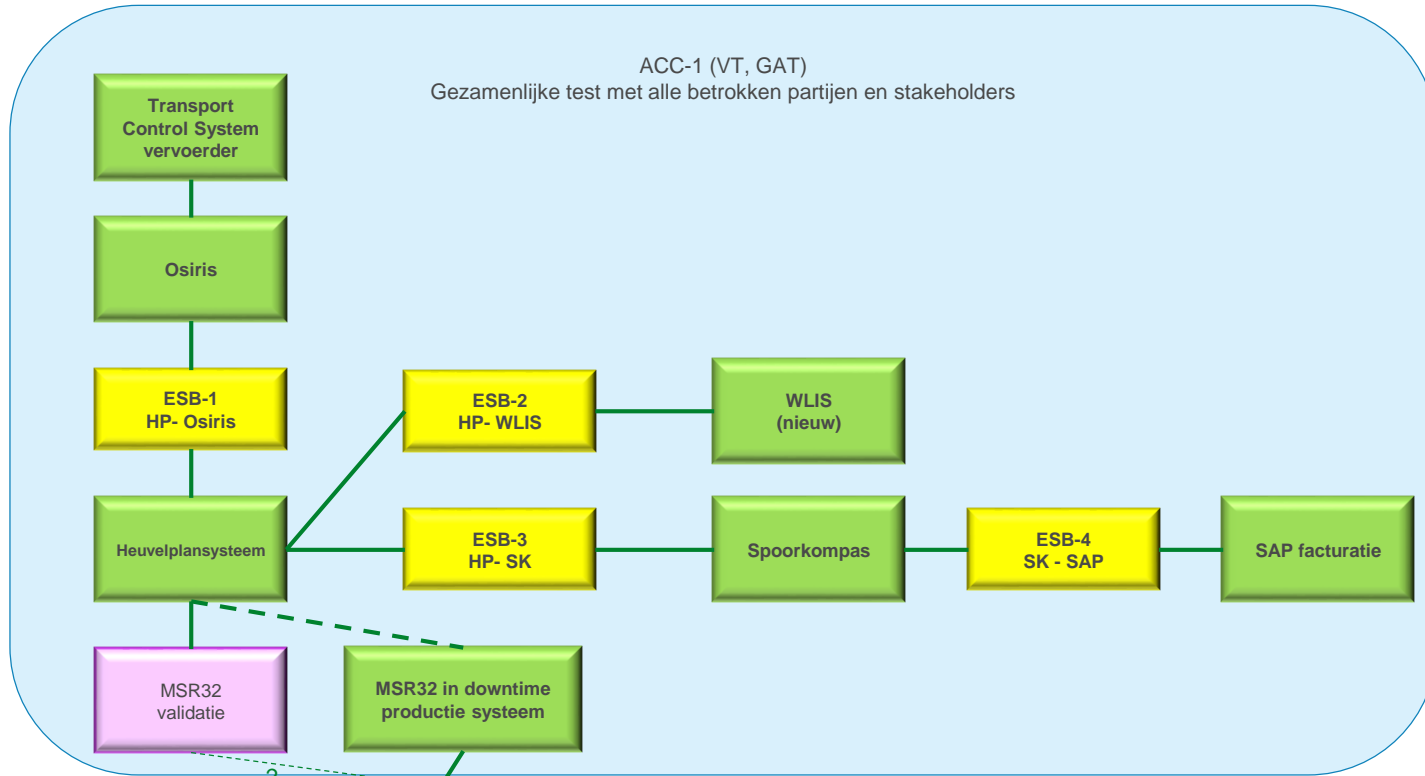 ACC-1 (VT, GAT)
Gezamenlijke test met alle betrokken partijen en stakeholders
Transport
Control System
vervoerder
Osiris
ESB-1
HP- Osiris
ESB-2
HP- WLIS
WLIS
(nieuw)
Heuvelplansysteem
ESB-3
HP- SK
Spoorkompas
ESB-4
SK - SAP
SAP facturatie
MSR32
validatie
MSR32 in downtime
productie systeem
?